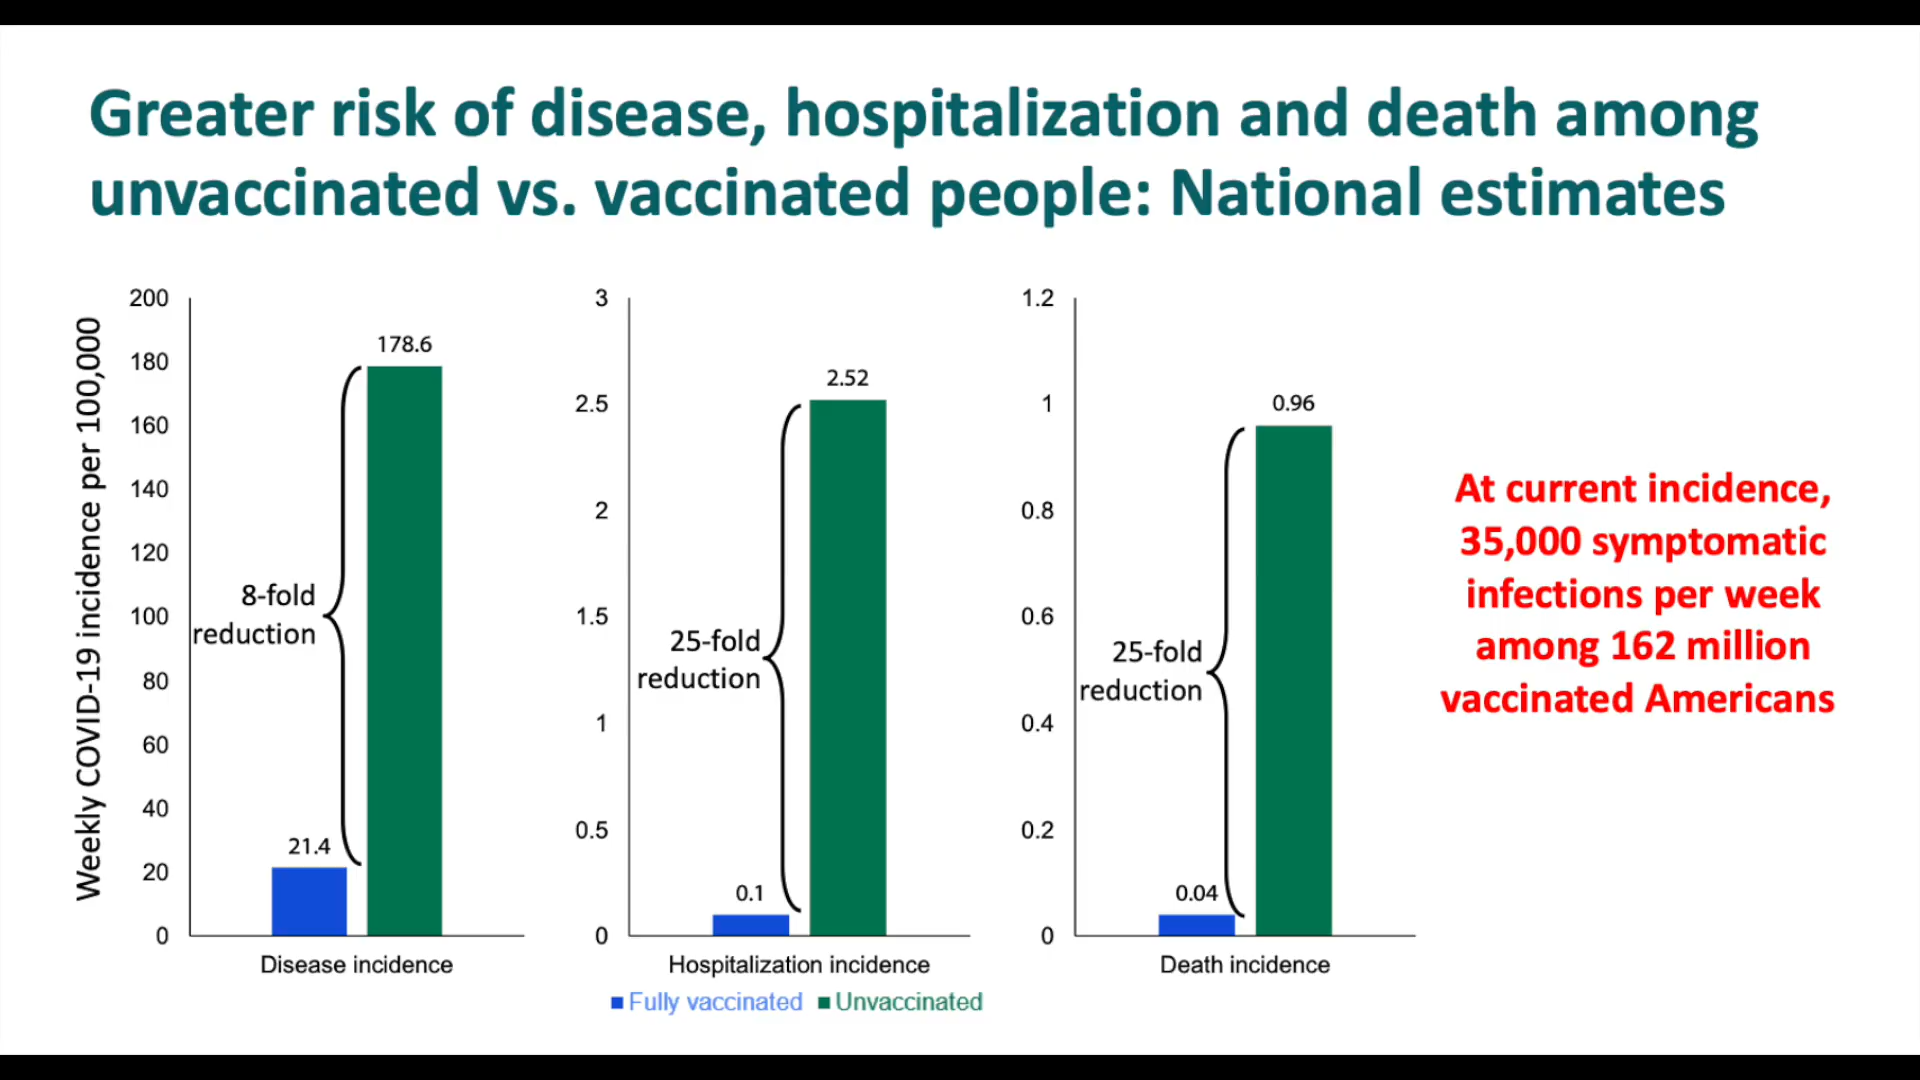 Greater risk of disease, hospitalization and death among
unvaccinated vs. vaccinated people: National estimates
Weekly COVID-19 incidence per 100,000
200
180
160
140
120
100
80
60
40
20
0
178.6
21.4
8-fold
reduction
Disease incidence
3
2.5
2
1.5
1
0.5
0
2.52
0.1
25-fold
reduction
Hospitalization incidence
1.2
1
0.8
0.6
0.4
0.2
0
0.96
0.04
25-fold
reduction
Death incidence
Fully vaccinated Unvaccinated
At current incidence,
35,000 symptomatic
infections per week
among 162 million
vaccinated Americans